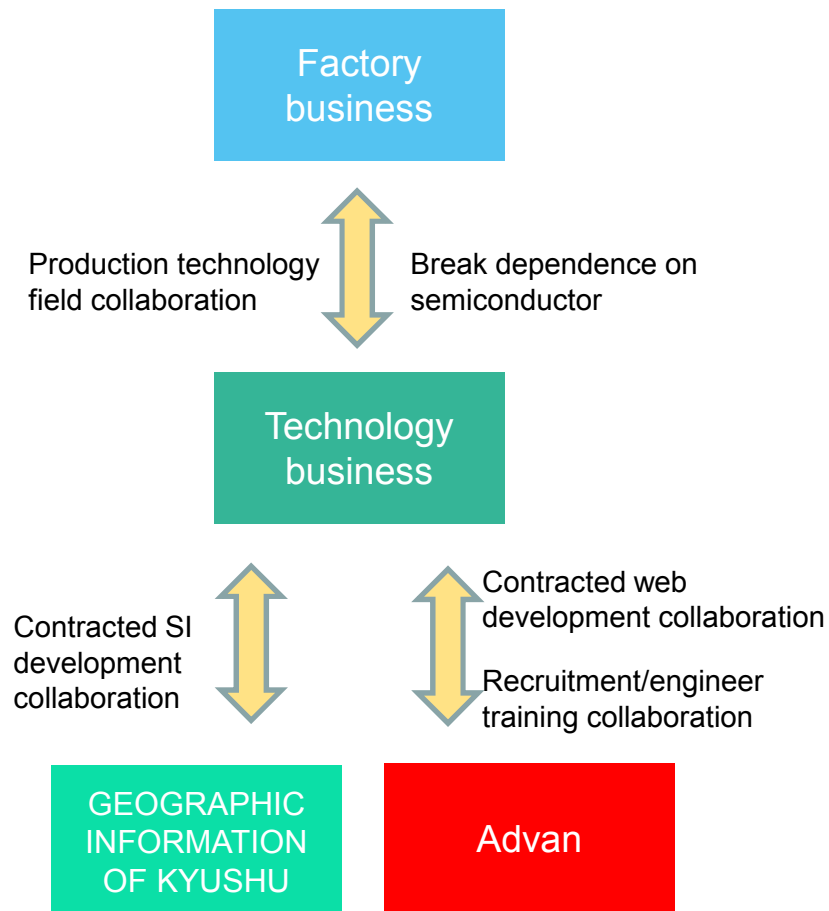 Factory
business
Production technology
field collaboration
Break dependence on
semiconductor
Technology
business
Contracted SI
development
collaboration
Contracted web
development collaboration
Recruitment/engineer
training collaboration
GEOGRAPHIC
INFORMATION
OF KYUSHU
Advan